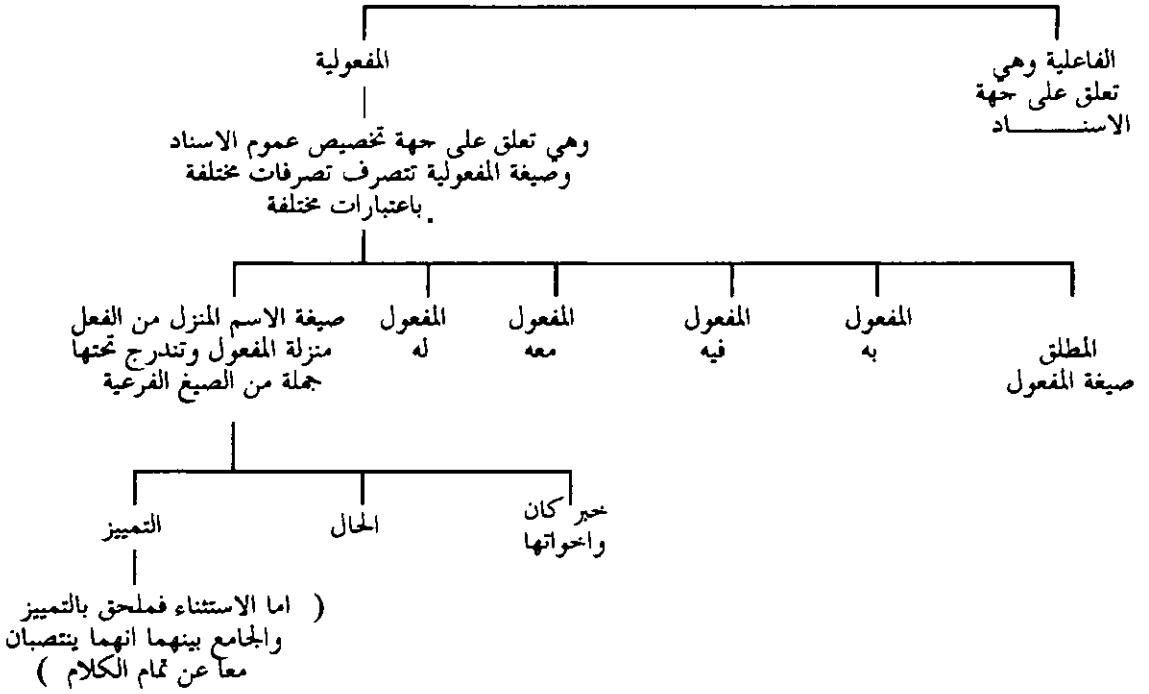 الفاعلية وهي
تعلق على جهة
الاسنـــــاد
المفعولية
وهي تعلق على جهة تخصيص عموم الاسناد
وصيغة المفعولية تتصرف تصرفات مختلفة
باعتبارات مختلفة.
المطلق
صيغة المفعول
المفعول
به
المفعول
فيه
المفعول
معه
المفعول
له
صيغة الاسم المنزل من الفعل
منزلة المفعول وتندرج تحتها
جملة من الصيغ الفرعية
خبر كان
واخواتها
الحال
التمييز
( اما الاستثناء فملحق بالتمييز
والجامع بينهما انهما ينتصبان
معا عن تمام الكلام )